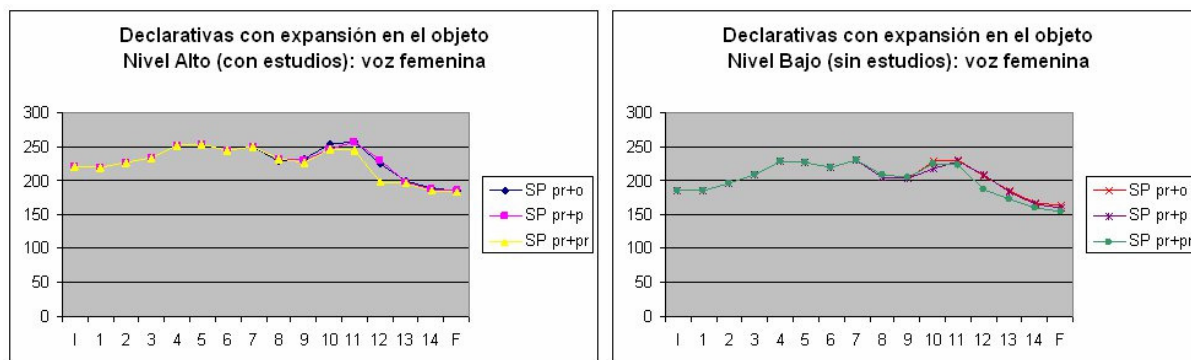 Declarativas con expansión en el objeto
Nivel Alto (con estudios): voz femenina
300
250
200
150
100
50
0
I 1 2 3 4 5 6 7 8 9 10 11 12 13 14 F
SP pr+o
SP pr+p
SP pr+pr
Declarativas con expansión en el objeto
Nivel Bajo (sin estudios): voz femenina
300
250
200
150
100
50
0
I 1 2 3 4 5 6 7 8 9 10 11 12 13 14 F
SP pr+o
SP pr+p
SP pr+pr